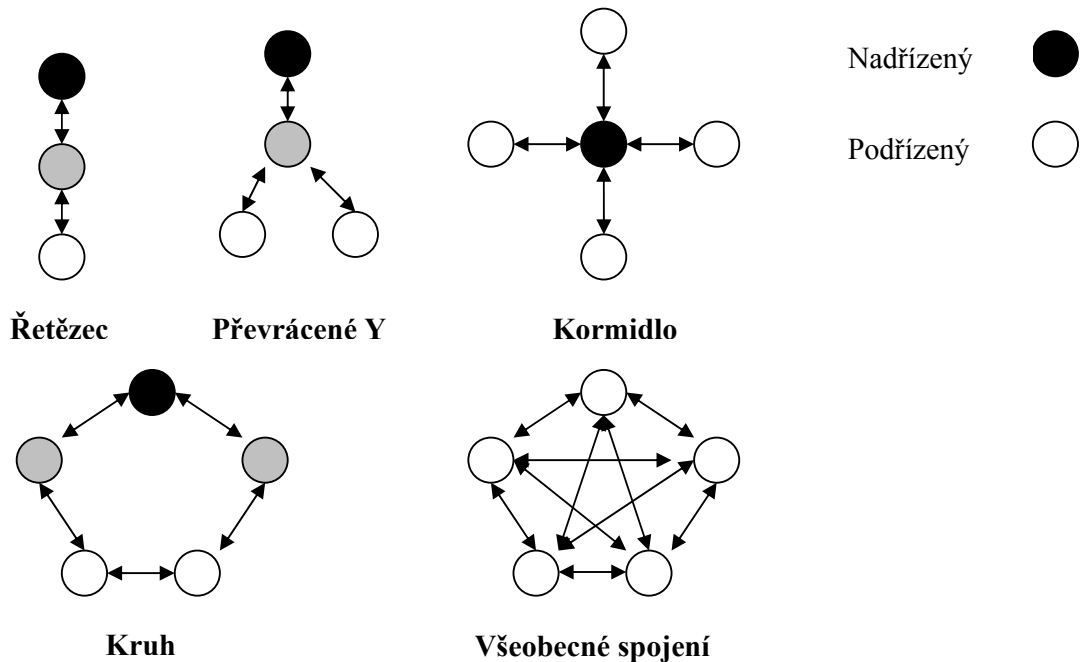 Nadřízený
Podřízený
Řetězec
Převrácené Y
Kormidlo
Kruh
Všeobecné spojení